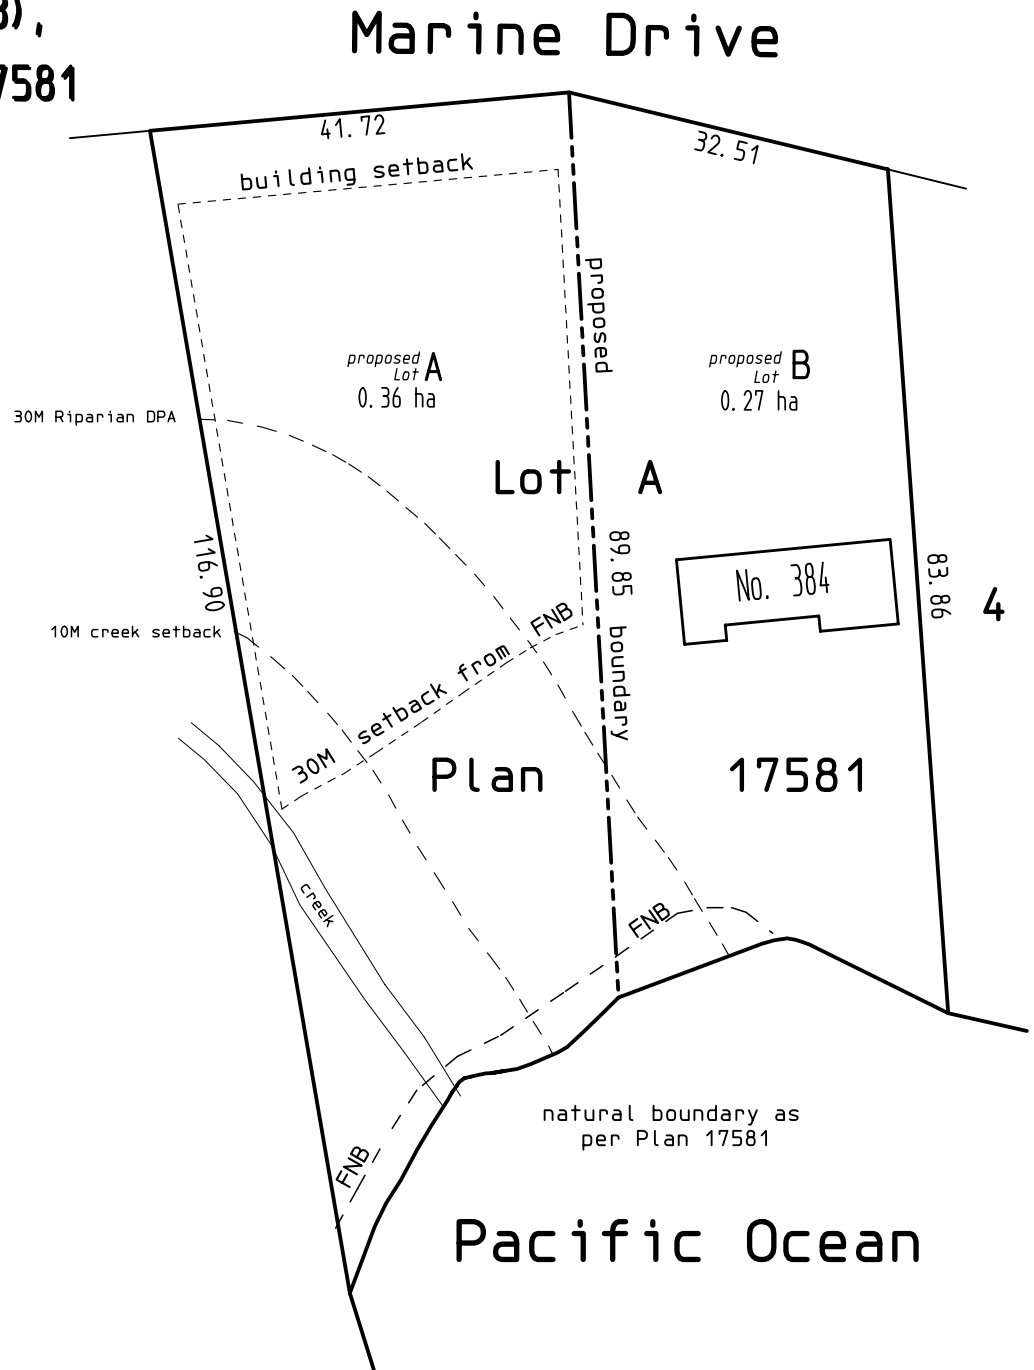 Marine Drive
7581
41.72
32.51
building setback
proposed
proposed
Lot A
0.36 ha
proposed
Lot B
0.27 ha
30M Riparian DPA
Lot A
116.90
89.85
No. 384
83.86
4
10M creek setback
30M setback from FNB
boundary
Plan 17581
creek
FNB
natural boundary as
per Plan 17581
FNB
Pacific Ocean